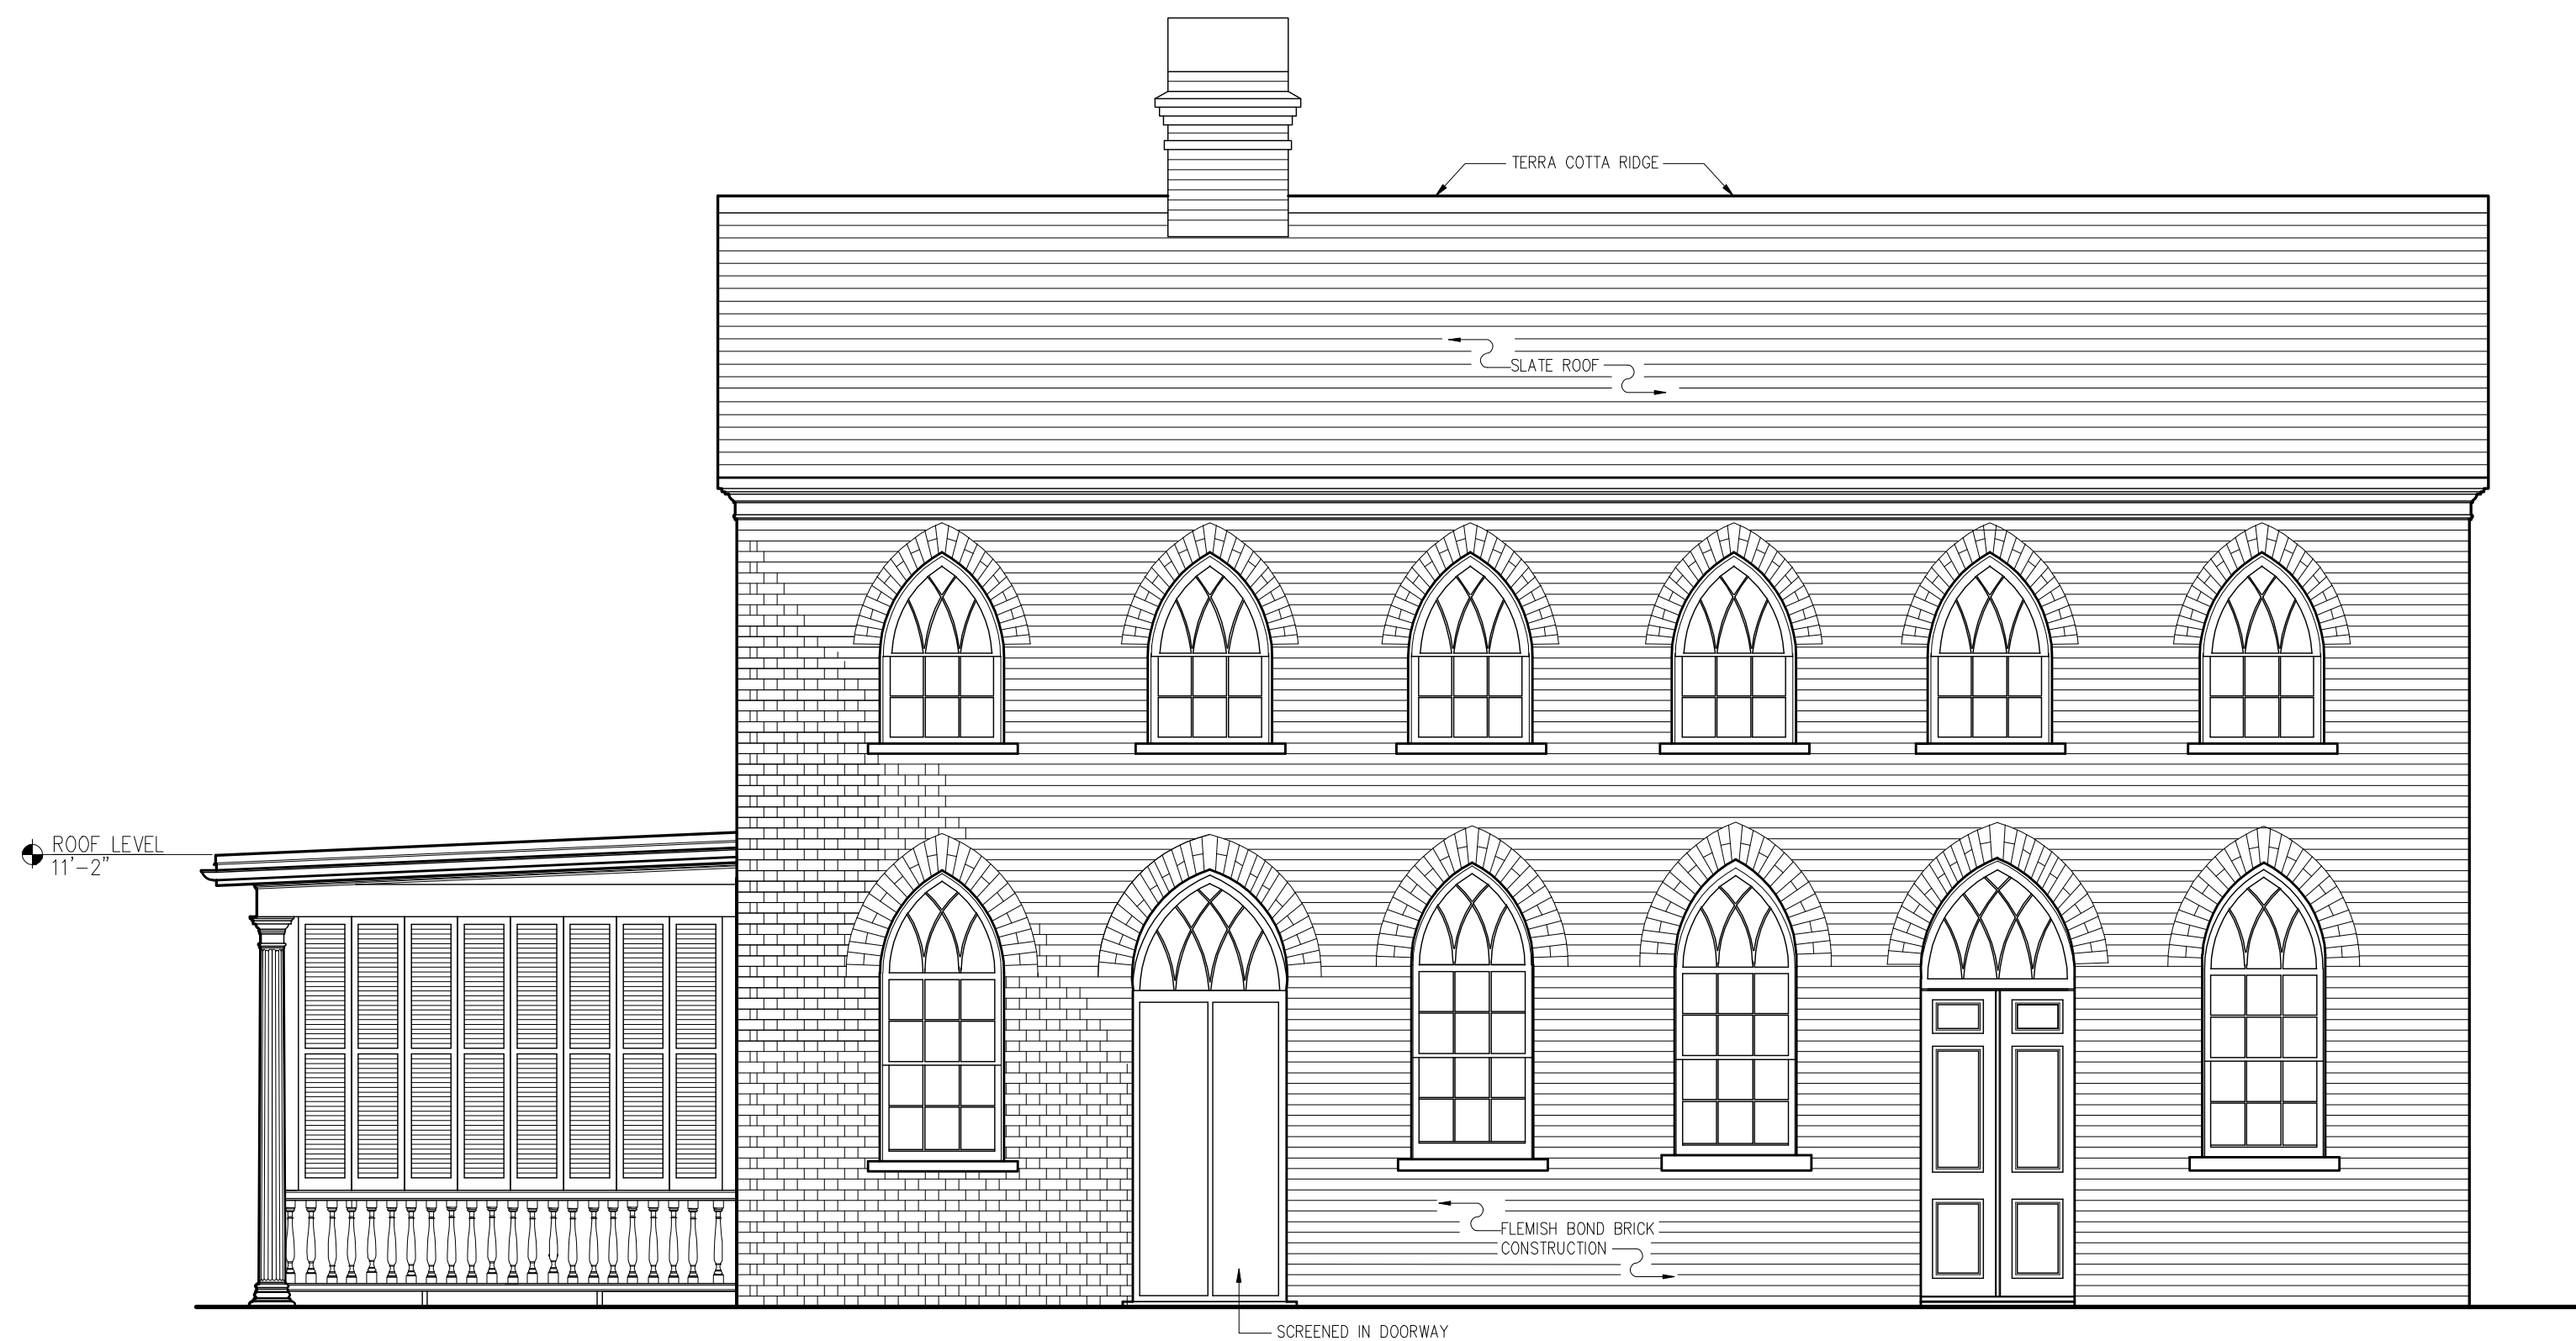 TERRA COTTA RIDGE
SLATE ROOF
ROOF LEVEL
11'-2"
FLEMISH BOND BRICK
CONSTRUCTION
SCREENED IN DOORWAY